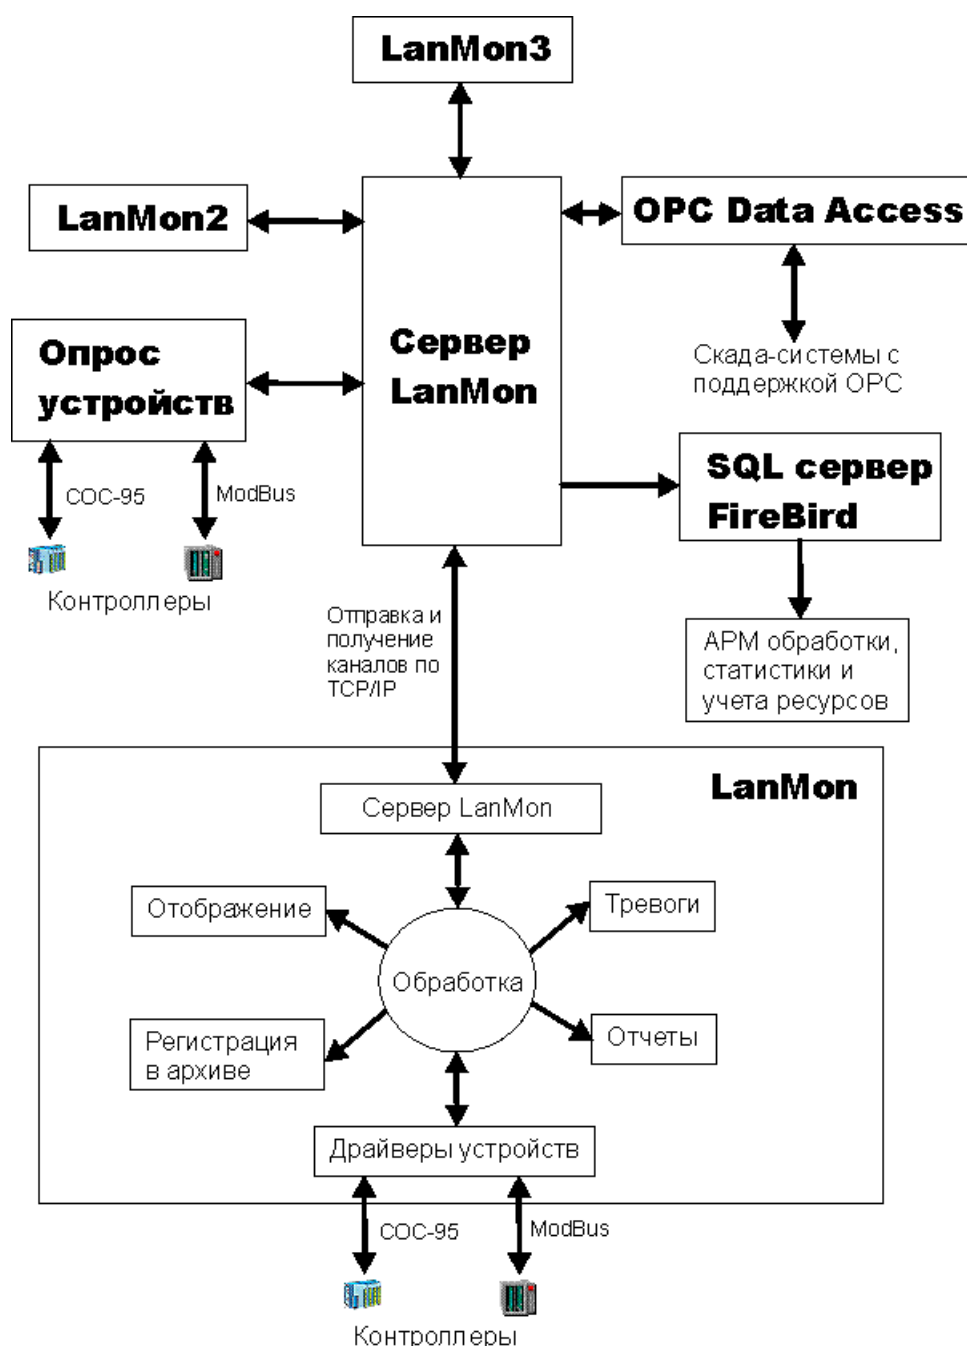 LanMon3
LanMon2
OPC Data Access
Сервер
LanMon
Опрос
устройств
Скада-системы с
поддержкой OPC
SQL сервер
FireBird
СОС-95
ModBus
Контроллеры
Отправка и
получение
каналов по
TCP/IP
АРМ обработки,
статистики и
учета ресурсов
LanMon
Сервер LanMon
Отображение
Тревоги
Обработка
Регистрация
в архиве
Отчеты
Драйверы устройств
СОС-95
ModBus
Контроллеры